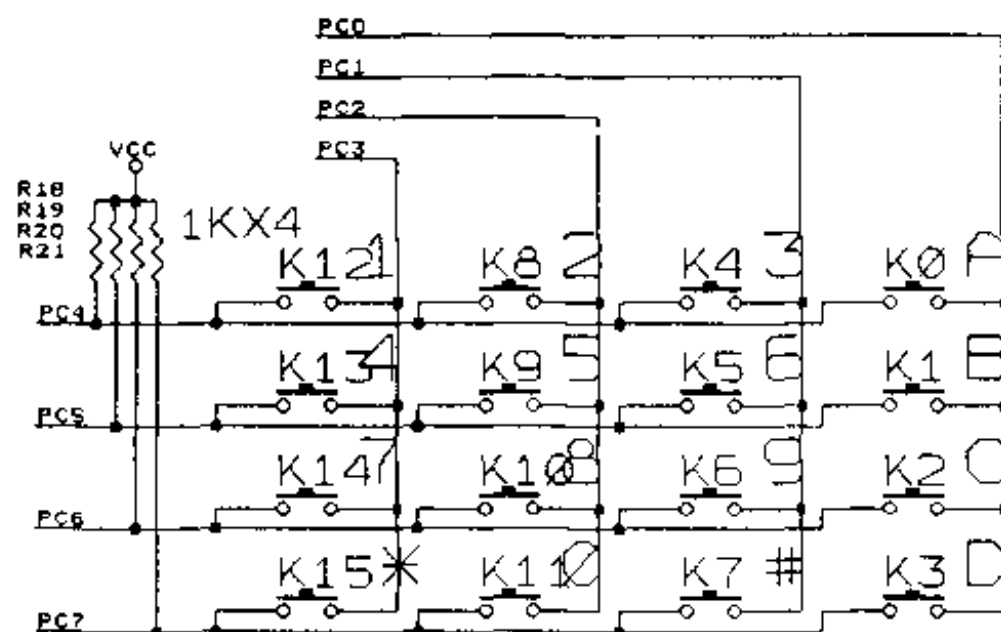 PC0
PC1
PC2
PC3
VCC
R18
R19
R20
R21
1KX4
K12 1 K8 2 K4 3 K0 A
PC4
K13 4 K9 5 K5 6 K1 B
PC5
K14 7 K10 8 K6 9 K2 C
PC6
K15 * K11 0 K7 # K3 D
PC7